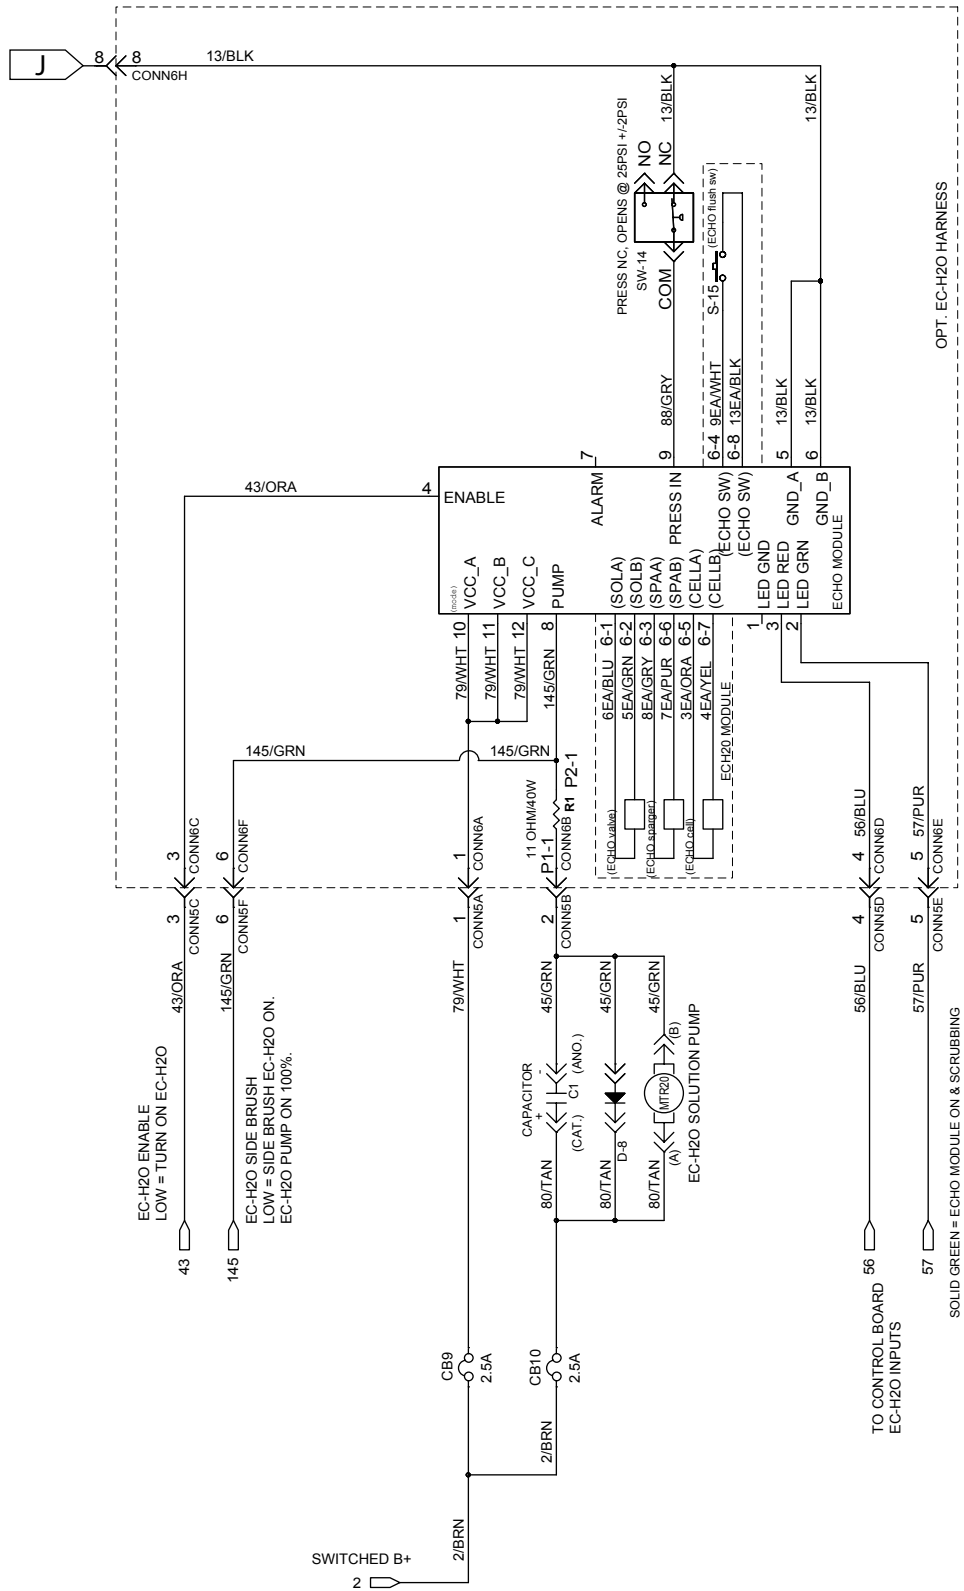 J
8
8
CONN6H
13/BLK
13/BLK
13/BLK
PRESS NC, OPENS @ 25PSI +/-2PSI
SW-14
NO
NC
COM
(ECHO flush sw)
S-15
OPT. EC-H2O HARNESS
88/GRY
9EA/WHT
13EA/BLK
13/BLK
13/BLK
43/ORA
4
7
9
6-4
6-8
5
6
ENABLE
ALARM
PRESS IN
(ECHO SW)
(ECHO SW)
GND_A
GND_B
(mode)
VCC_A
VCC_B
VCC_C
PUMP
(SOLA)
(SOLB)
(SPAA)
(SPAB)
(CELLA)
(CELLB)
LED GND
LED RED
LED GRN
ECHO MODULE
10
11
12
8
6-1
6-2
6-3
6-6
6-5
6-7
1
3
2
79/WHT
79/WHT
79/WHT
145/GRN
6EA/BLU
5EA/GRN
8EA/GRY
7EA/PUR
3EA/ORA
4EA/YEL
ECH20 MODULE
145/GRN
145/GRN
11 OHM/40W
R1
P2-1
P1-1
(ECHO valve)
(ECHO sparger)
(ECHO cell)
56/BLU
57/PUR
3
CONN6C
6
CONN6F
1
CONN6A
CONN6B
4
CONN6D
5
CONN6E
3
CONN5C
6
CONN5F
1
CONN5A
2
CONN5B
4
CONN5D
5
CONN5E
43/ORA
145/GRN
79/WHT
45/GRN
45/GRN
45/GRN
56/BLU
57/PUR
EC-H2O ENABLE
LOW = TURN ON EC-H2O
EC-H2O SIDE BRUSH
LOW = SIDE BRUSH EC-H2O ON.
EC-H2O PUMP ON 100%.
CAPACITOR
+
-
C1
(ANO.)
(CAT.)
D-8
MTR20
(B)
(A)
EC-H2O SOLUTION PUMP
80/TAN
80/TAN
80/TAN
43
145
56
57
TO CONTROL BOARD
EC-H2O INPUTS
SOLID GREEN = ECHO MODULE ON & SCRUBBING
CB9
2.5A
CB10
2.5A
2/BRN
2/BRN
SWITCHED B+
2